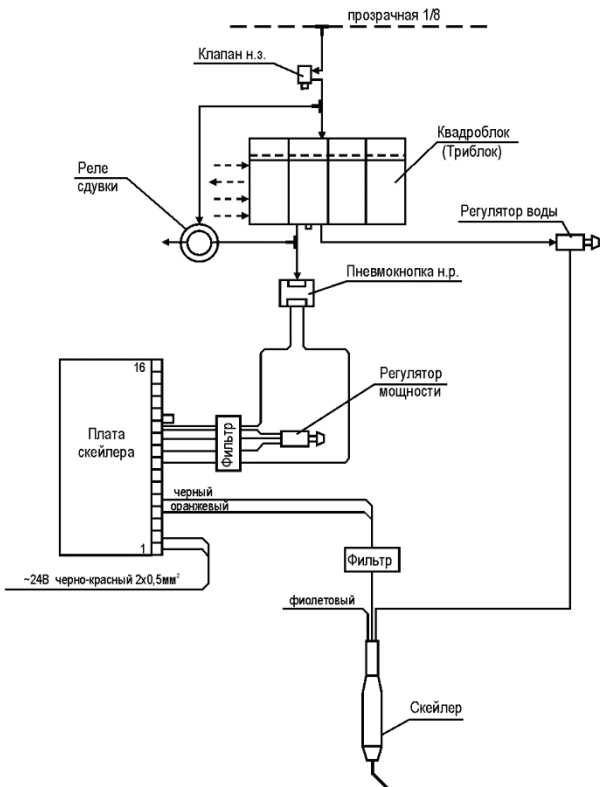 прозрачная 1/8
Клапан н.з.
Квадроблок
(Триблок)
Реле
сдувки
Регулятор воды
Пневмокнопка н.р.
16
Регулятор
мощности
Плата
скейлера
Фильтр
черный
оранжевый
1
Фильтр
~24В черно-красный 2х0,5мм²
фиолетовый
Скейлер